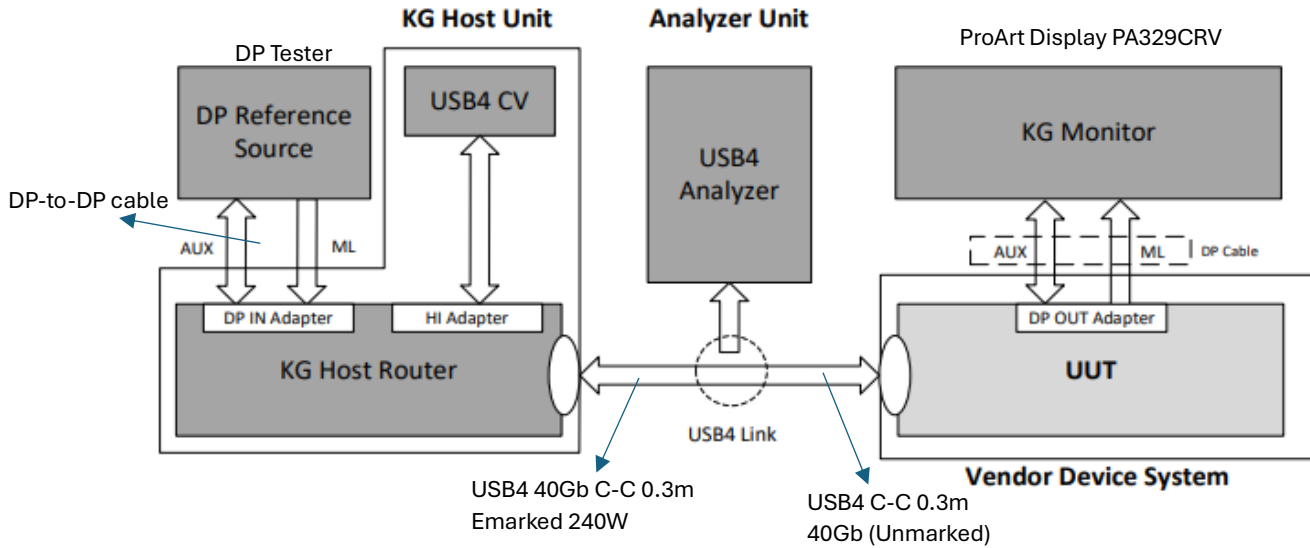 KG Host Unit
Analyzer Unit
DP Tester
ProArt Display PA329CRV
DP Reference
Source
USB4 CV
USB4
Analyzer
KG Monitor
DP-to-DP cable
AUX
ML
AUX
ML
DP Cable
DP IN Adapter
HI Adapter
DP OUT Adapter
KG Host Router
UUT
USB4 Link
Vendor Device System
USB4 40Gb C-C 0.3m
Emarked 240W
USB4 C-C 0.3m
40Gb (Unmarked)